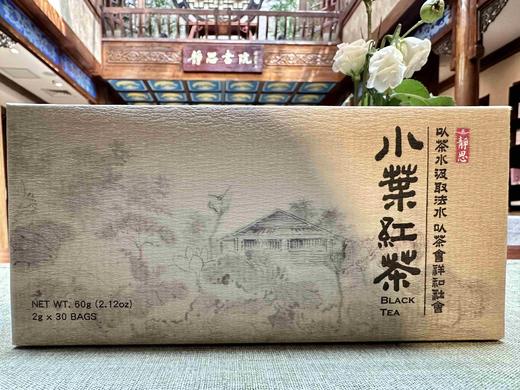 靜思書院
靜思
以茶水汲取法水 以茶會祥和社會
小葉紅茶
BLACK
TEA
NET WT. 60g (2.12oz)
2g x 30 BAGS